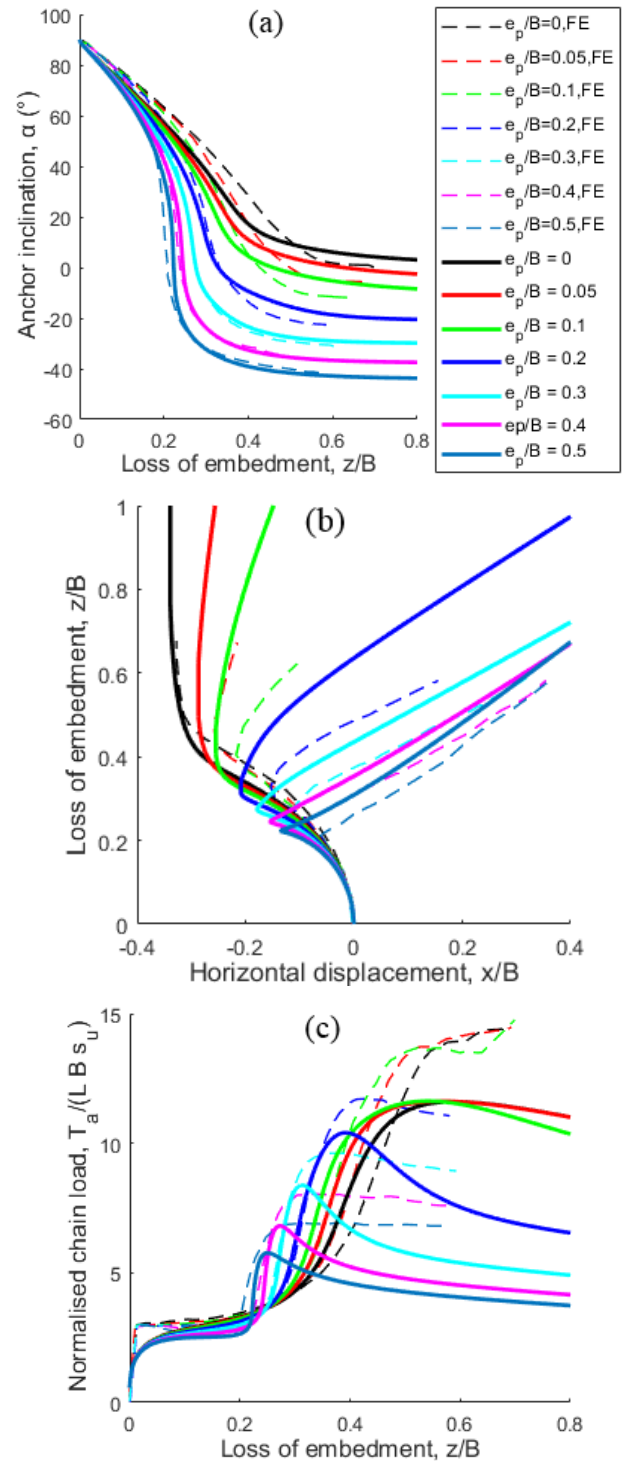 (a)
100
80
60
40
20
0
-20
-40
-60
0
0.2
0.4
0.6
0.8
Anchor inclination, α (°)
Loss of embedment, z/B
e_p/B=0,FE
e_p/B=0.05,FE
e_p/B=0.1,FE
e_p/B=0.2,FE
e_p/B=0.3,FE
e_p/B=0.4,FE
e_p/B=0.5,FE
e_p/B = 0
e_p/B = 0.05
e_p/B = 0.1
e_p/B = 0.2
e_p/B = 0.3
ep/B = 0.4
e_p/B = 0.5
(b)
1
0.8
0.6
0.4
0.2
0
-0.4
-0.2
0
0.2
0.4
Loss of embedment, z/B
Horizontal displacement, x/B
(c)
15
10
5
0
0
0.2
0.4
0.6
0.8
Normalised chain load, T_a/(L B s_u)
Loss of embedment, z/B